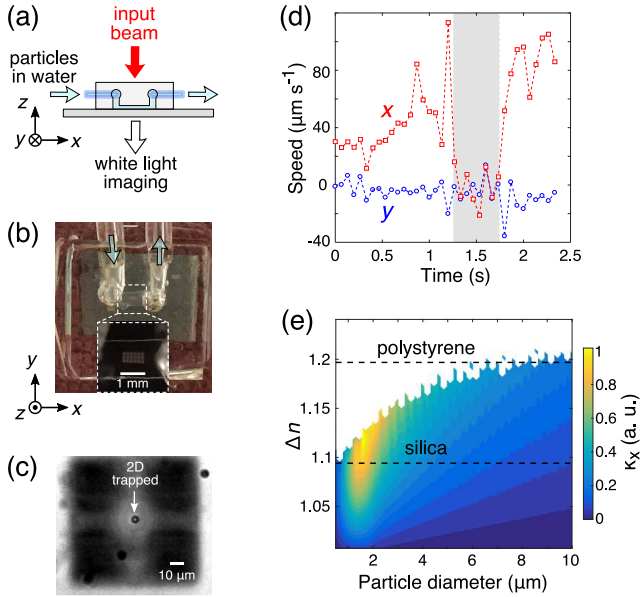 (a)
input
beam
particles
in water
z
y
x
white light
imaging
(b)
1 mm
y
z
x
(c)
2D
trapped
10 μm
(d)
Speed (μm s⁻¹)
100
80
60
40
20
0
-40
x
y
0
0.5
1
1.5
2
2.5
Time (s)
(e)
Δn
1.2
1.15
1.1
1.05
polystyrene
silica
2
4
6
8
10
Particle diameter (μm)
1
0.8
0.6
0.4
0.2
0
κx (a. u.)